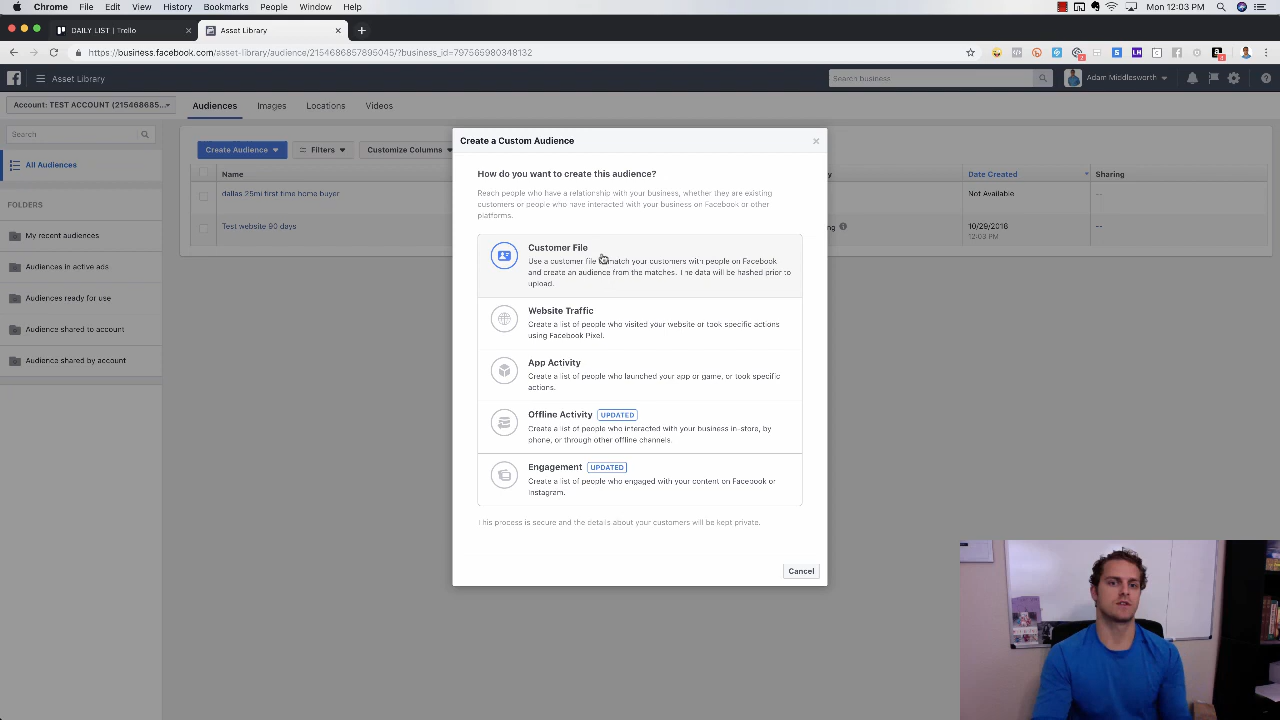 Chrome File Edit View History Bookmarks People Window Help Mon 12:03 PM
DAILY LIST | Trello Asset Library
https://business.facebook.com/asset-library/audience/2154686857895045/?business_id=797565980348132
Asset Library Search business Adam Middlesworth
Account: TEST ACCOUNT (215468685... Audiences Images Locations Videos
Search
All Audiences
FOLDERS
My recent audiences
Audiences in active ads
Audiences ready for use
Audience shared to account
Audience shared by account
Create Audience Filters Customize Columns
Name Date Created Sharing
dallas 25mi first time home buyer Not Available --
Test website 90 days 10/29/2018 --
12:03 PM
Create a Custom Audience
How do you want to create this audience?
Reach people who have a relationship with your business, whether they are existing
customers or people who have interacted with your business on Facebook or other
platforms.
Customer File
Use a customer file match your customers with people on Facebook
and create an audience from the matches. The data will be hashed prior to
upload.
Website Traffic
Create a list of people who visited your website or took specific actions
using Facebook Pixel.
App Activity
Create a list of people who launched your app or game, or took specific
actions.
Offline Activity UPDATED
Create a list of people who interacted with your business in-store, by
phone, or through other offline channels.
Engagement UPDATED
Create a list of people who engaged with your content on Facebook or
Instagram.
This process is secure and the details about your customers will be kept private.
Cancel